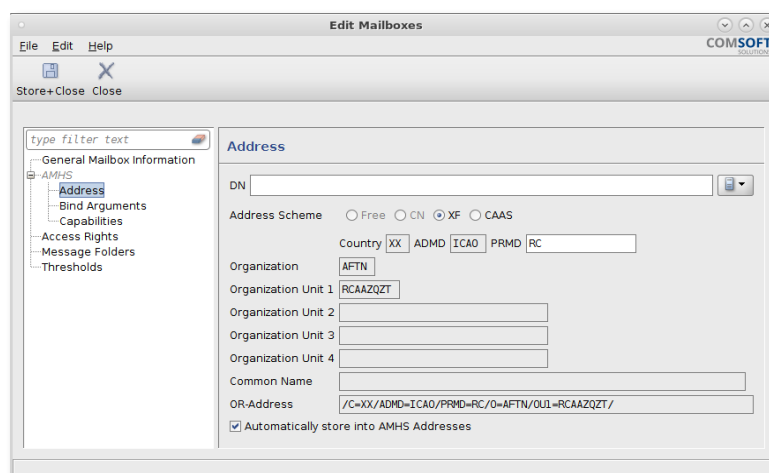 Edit Mailboxes
File Edit Help
COMSOFT
SOLUTIONS
Store+Close Close
type filter text
General Mailbox Information
AMHS
Address
Bind Arguments
Capabilities
Access Rights
Message Folders
Thresholds
Address
DN
Address Scheme Free CN XF CAAS
Country XX ADMD ICAO PRMD RC
Organization AFTN
Organization Unit 1 RCAAZQZT
Organization Unit 2
Organization Unit 3
Organization Unit 4
Common Name
OR-Address /C=XX/ADMD=ICAO/PRMD=RC/O=AFTN/OU1=RCAAZQZT/
Automatically store into AMHS Addresses